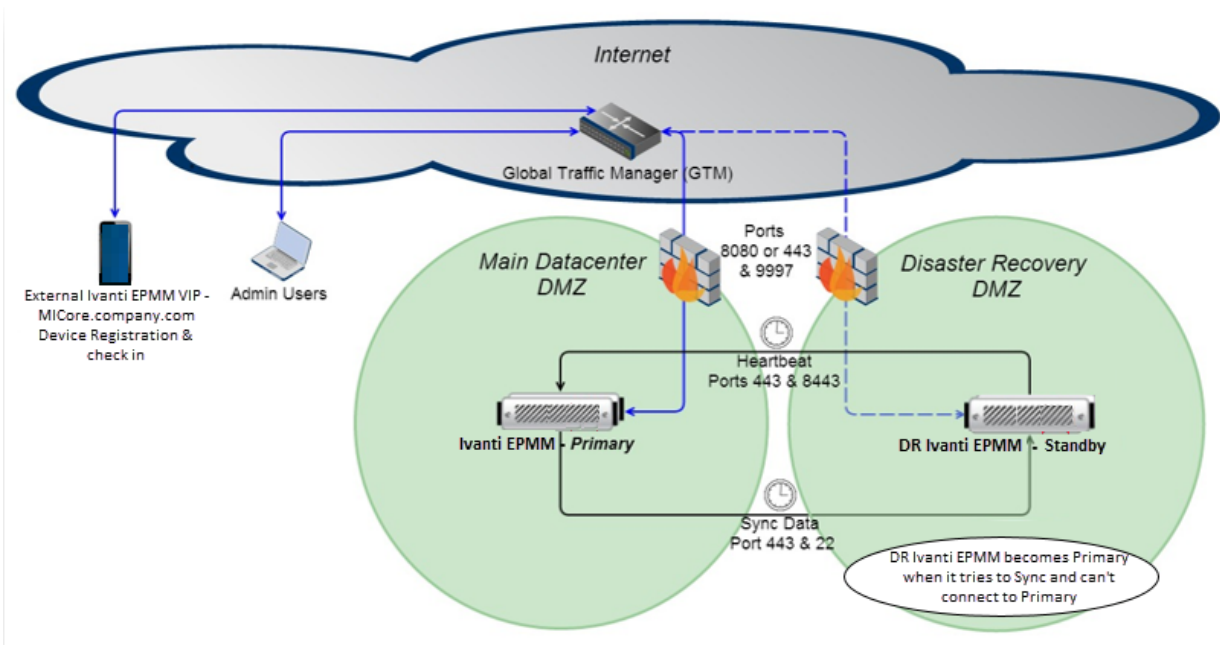 Internet
Global Traffic Manager (GTM)
External Ivanti EPMM VIP -
MICore.company.com
Device Registration &
check in
Admin Users
Main Datacenter
DMZ
Ports
8080 or 443
& 9997
Disaster Recovery
DMZ
Heartbeat
Ports 443 & 8443
Ivanti EPMM - Primary
DR Ivanti EPMM - Standby
Sync Data
Port 443 & 22
DR Ivanti EPMM becomes Primary
when it tries to Sync and can't
connect to Primary